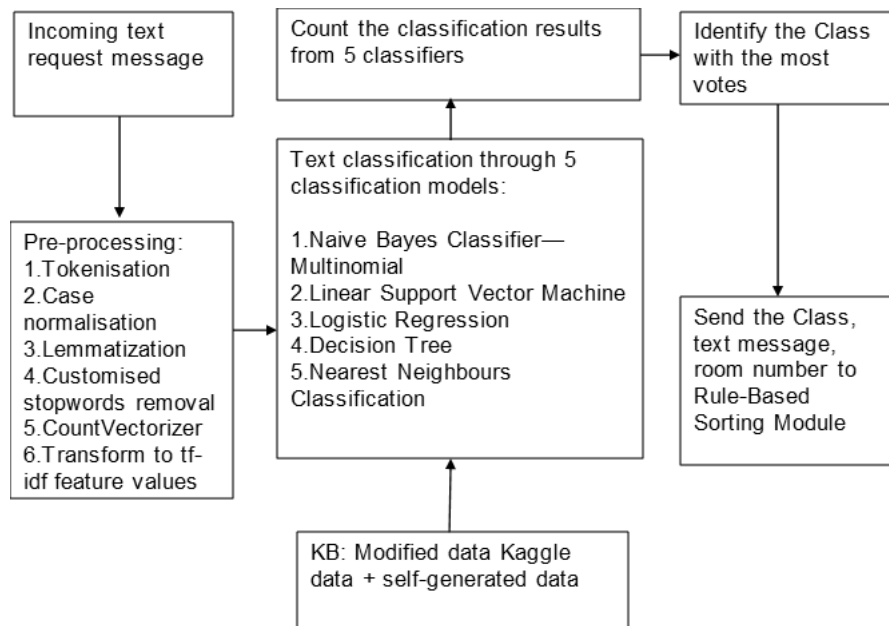 Incoming text
request message
Pre-processing:
1.Tokenisation
2.Case
normalisation
3.Lemmatization
4.Customised
stopwords removal
5.CountVectorizer
6.Transform to tf-
idf feature values
Text classification through 5
classification models:
1.Naive Bayes Classifier—
Multinomial
2.Linear Support Vector Machine
3.Logistic Regression
4.Decision Tree
5.Nearest Neighbours
Classification
KB: Modified data Kaggle
data + self-generated data
Count the classification results
from 5 classifiers
Identify the Class
with the most
votes
Send the Class,
text message,
room number to
Rule-Based
Sorting Module